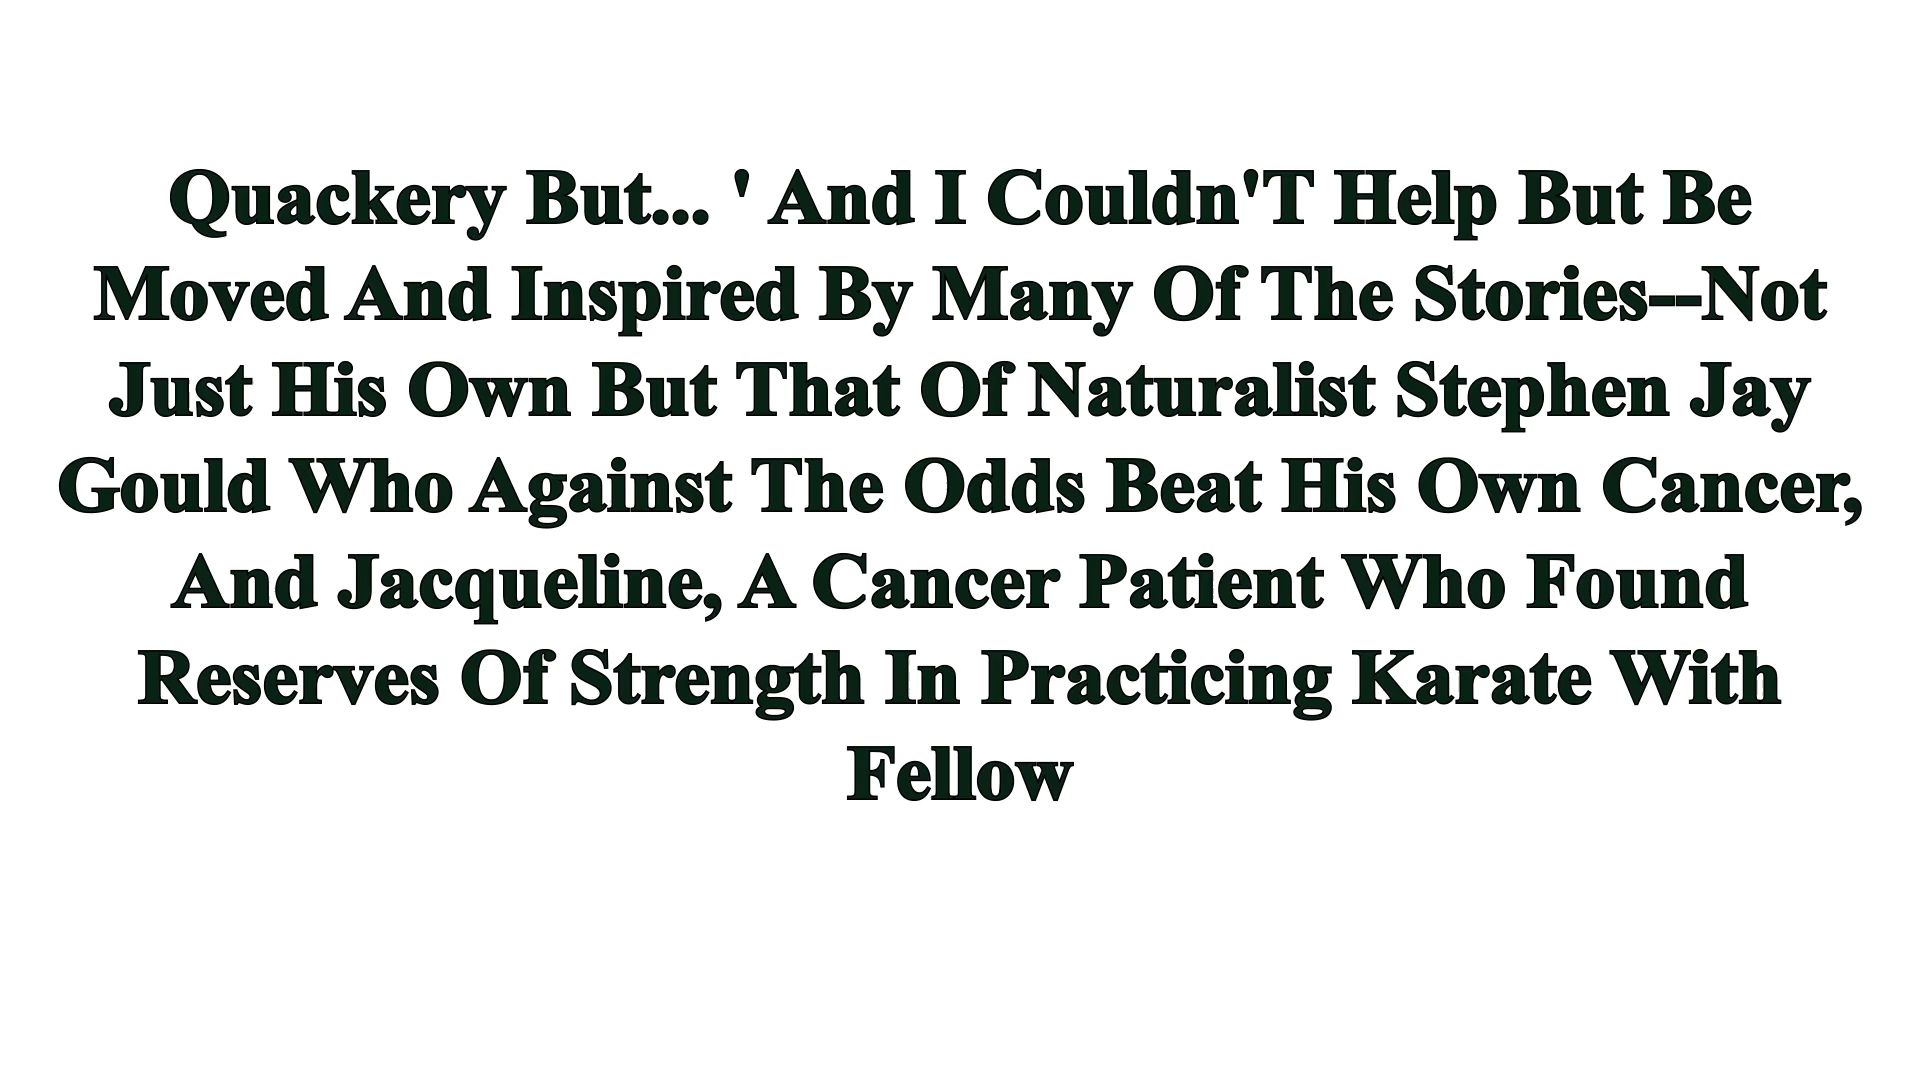 Quackery But... ' And I Couldn'T Help But Be
Moved And Inspired By Many Of The Stories--Not
Just His Own But That Of Naturalist Stephen Jay
Gould Who Against The Odds Beat His Own Cancer,
And Jacqueline, A Cancer Patient Who Found
Reserves Of Strength In Practicing Karate With
Fellow